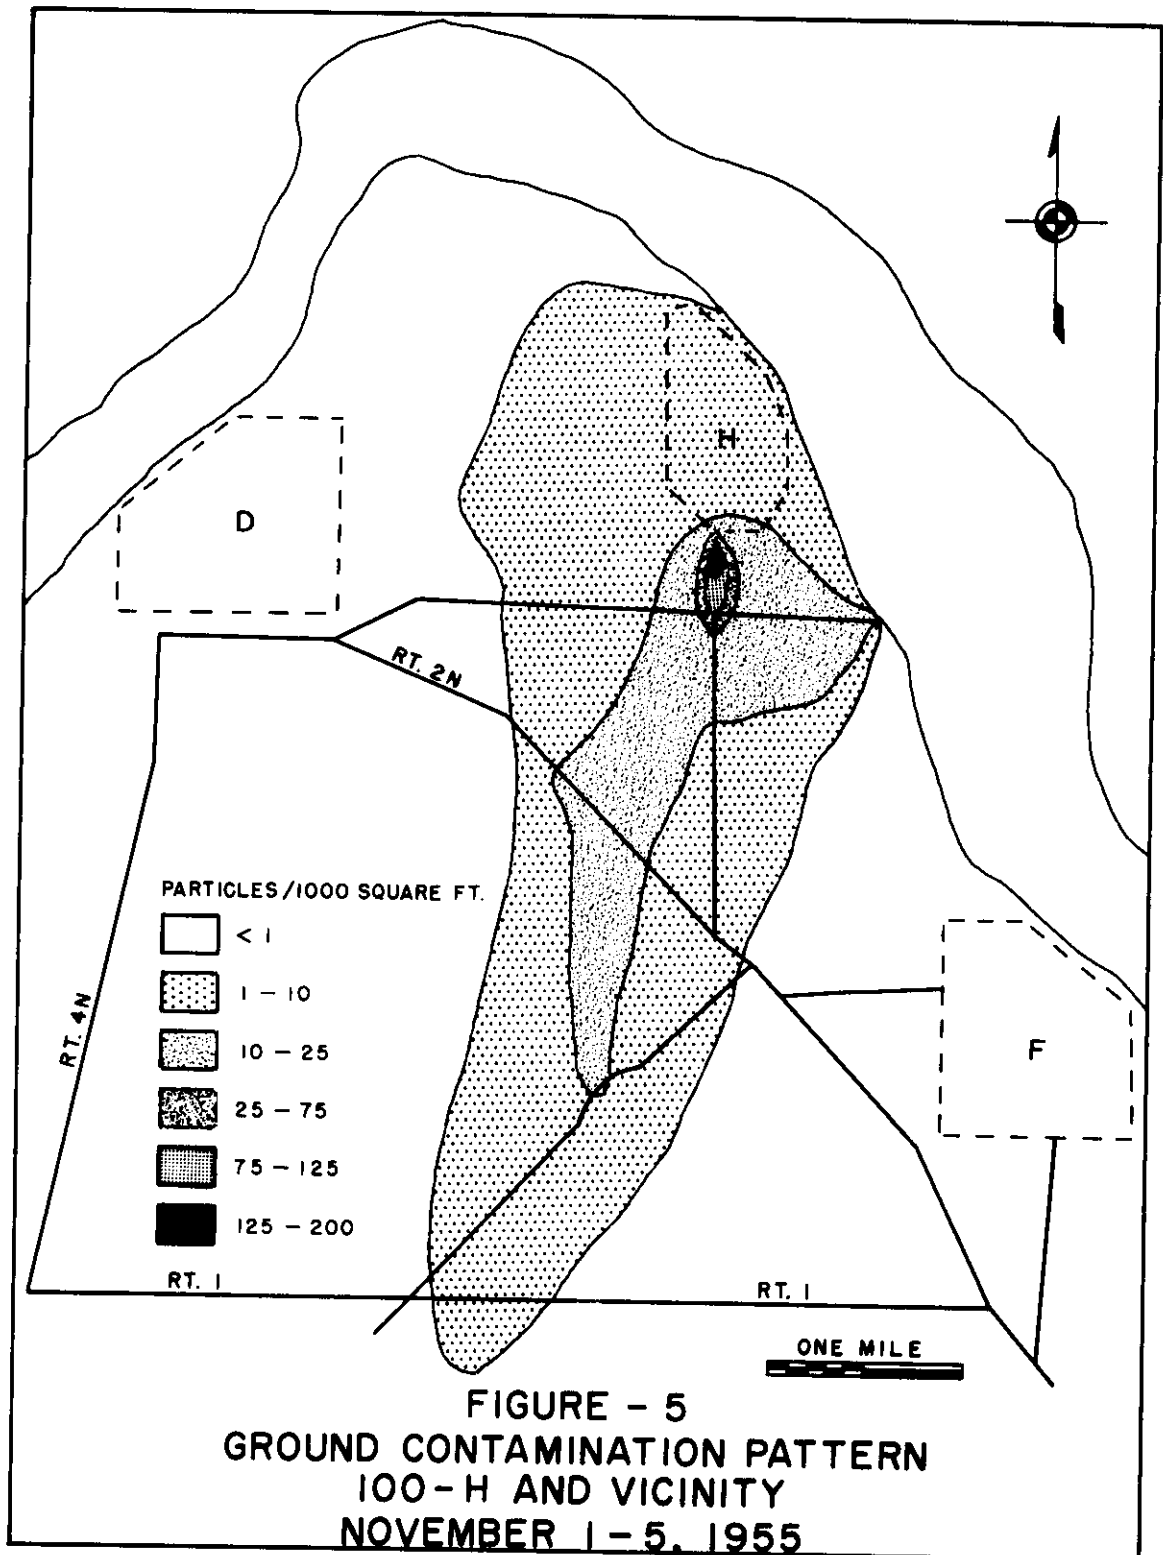 H
D
RT. 2N
PARTICLES/1000 SQUARE FT.
< 1
1 - 10
10 - 25
25 - 75
75 - 125
125 - 200
RT. 4N
F
RT. 1
RT. 1
ONE MILE
FIGURE - 5
GROUND CONTAMINATION PATTERN
100-H AND VICINITY
NOVEMBER 1-5, 1955